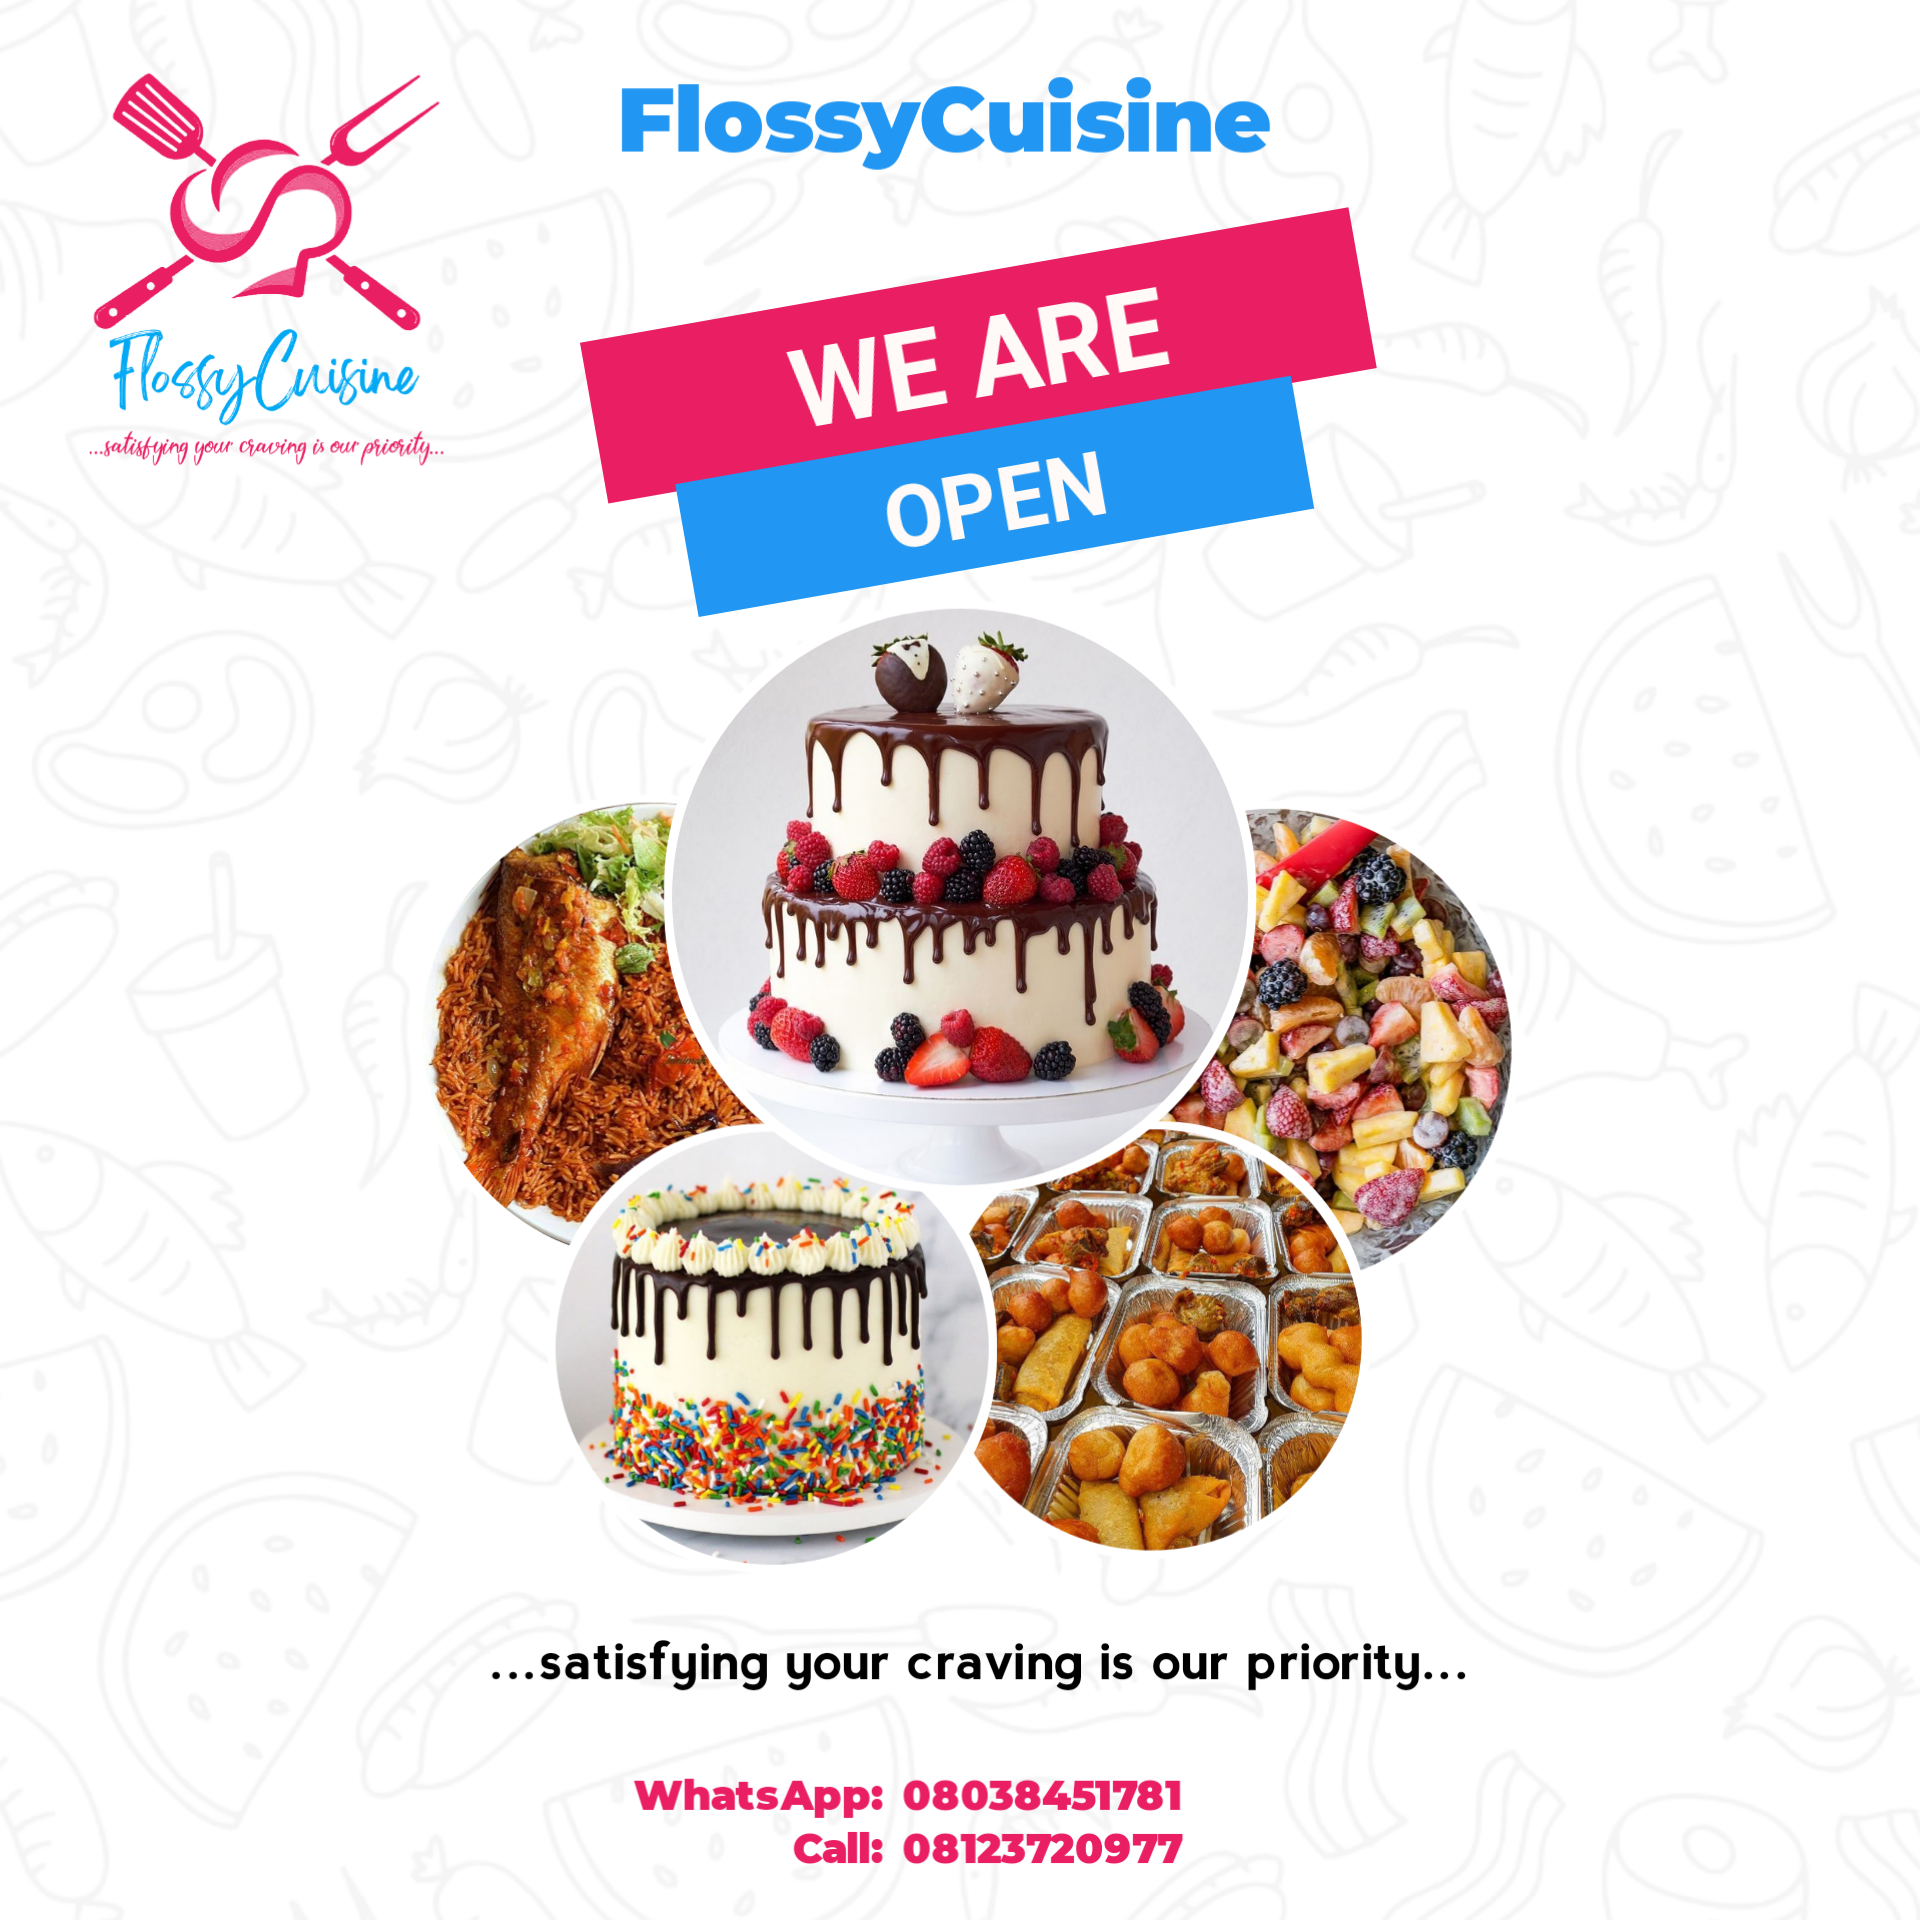 FlossyCuisine
FlossyCuisine
...satisfying your craving is our priority...
WE ARE
OPEN
...satisfying your craving is our priority...
WhatsApp: 08038451781
Call: 08123720977